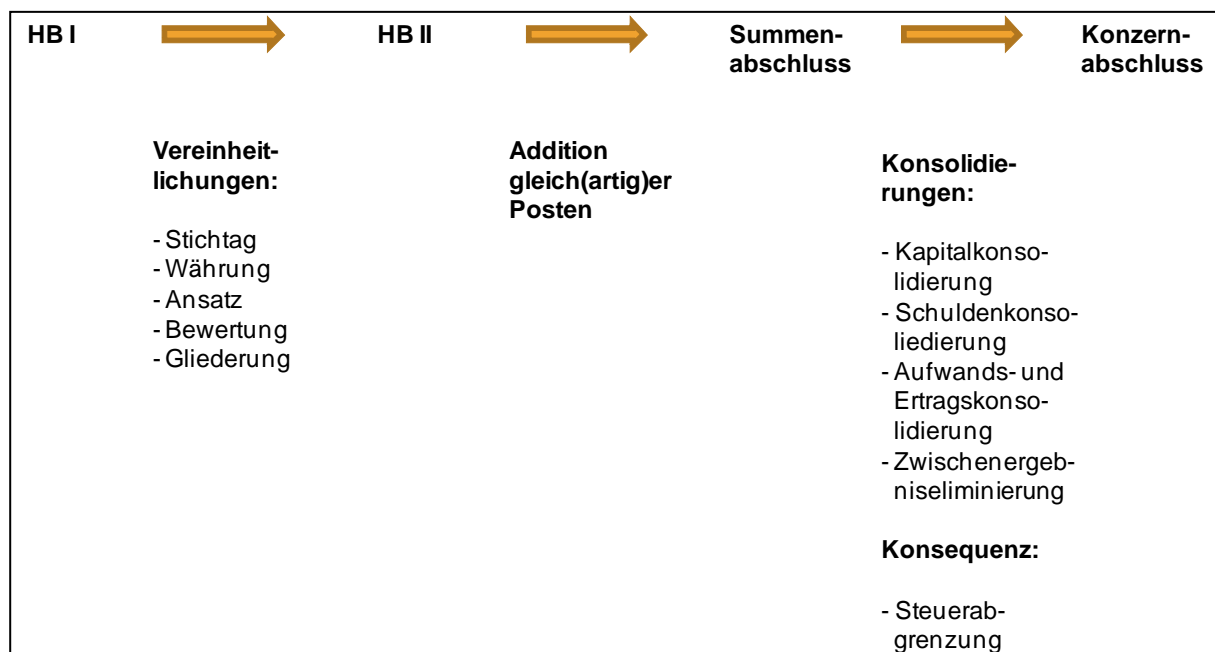 HB I
HB II
Summen-
abschluss
Konzern-
abschluss
Vereinheit-
lichungen:
- Stichtag
- Währung
- Ansatz
- Bewertung
- Gliederung
Addition
gleich(artig)er
Posten
Konsolidie-
rungen:
- Kapitalkonso-
lidierung
- Schuldenkonso-
liedierung
- Aufwands- und
Ertragskonso-
lidierung
- Zwischenergeb-
niseliminierung
Konsequenz:
- Steuerab-
grenzung